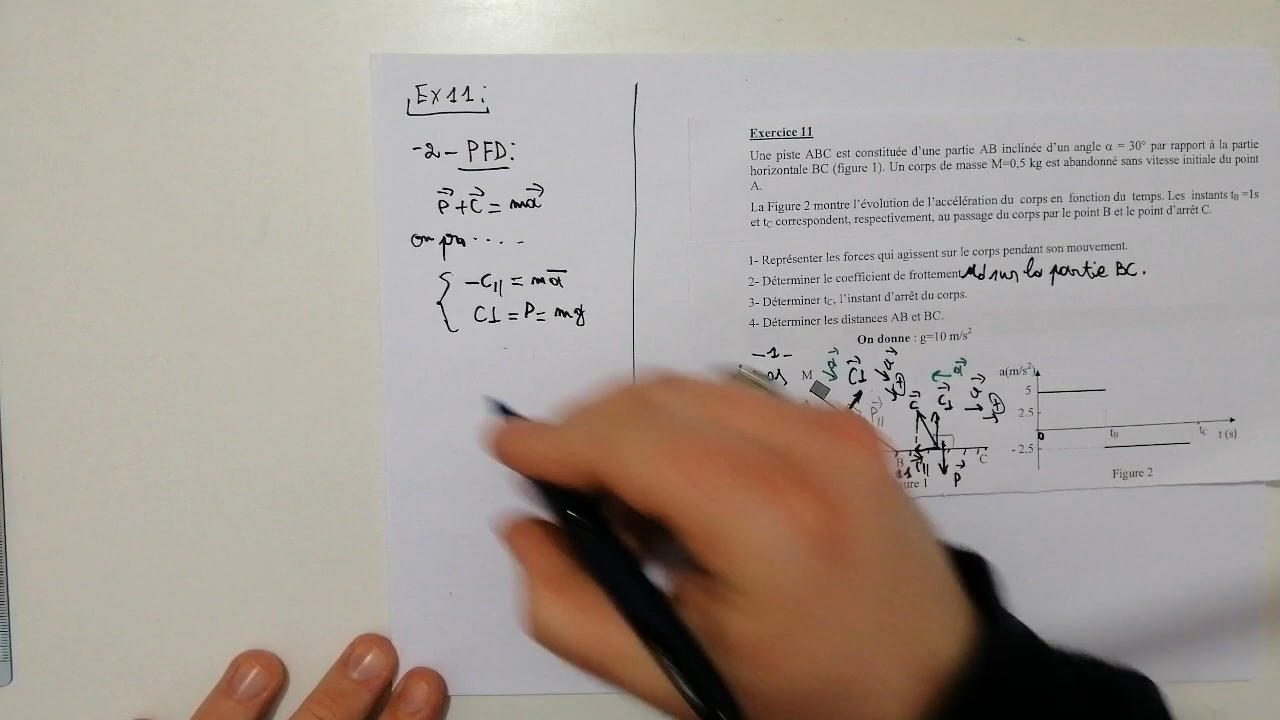 Ex 11:
-2- PFD:
P⃗ + C⃗ = ma⃗
on pro ....
-C∥ = ma
C⊥ = P = mg
Exercice 11
Une piste ABC est constituée d'une partie AB inclinée d'un angle α = 30° par rapport à la partie
horizontale BC (figure 1). Un corps de masse M=0,5 kg est abandonné sans vitesse initiale du point
A.
La Figure 2 montre l'évolution de l'accélération du corps en fonction du temps. Les instants tB =1s
et tC correspondent, respectivement, au passage du corps par le point B et le point d'arrêt C.
1- Représenter les forces qui agissent sur le corps pendant son mouvement.
2- Déterminer le coefficient de frottement μd sur la partie BC.
3- Déterminer tC, l'instant d'arrêt du corps.
4- Déterminer les distances AB et BC.
On donne : g=10 m/s²
-1-
M
C⃗⊥
P⃗∥
C⃗⊥
B
C
P⃗
ure 1
a(m/s²)
5
2.5
0
-2.5
tB
tC
t (s)
Figure 2